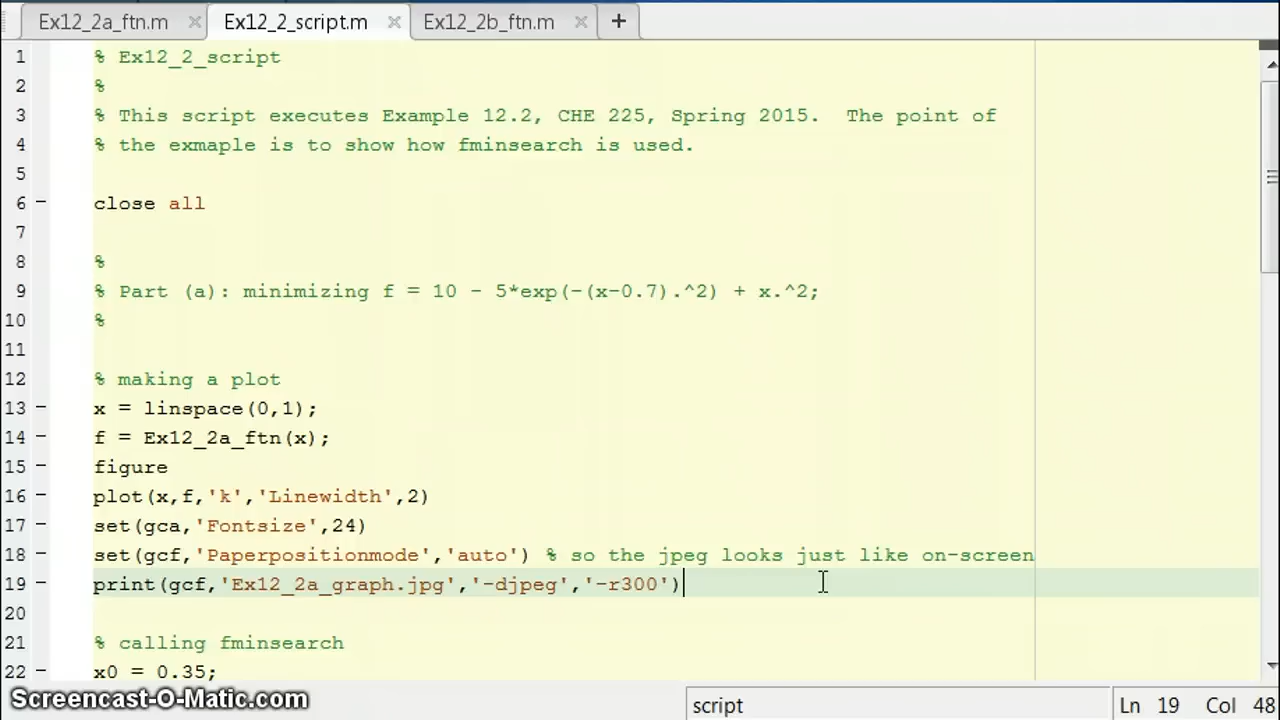 Ex12_2a_ftn.m × Ex12_2_script.m × Ex12_2b_ftn.m × +
1 % Ex12_2_script
2 %
3 % This script executes Example 12.2, CHE 225, Spring 2015.  The point of
4 % the exmaple is to show how fminsearch is used.
5
6 – close all
7
8 %
9 % Part (a): minimizing f = 10 - 5*exp(-(x-0.7).^2) + x.^2;
10 %
11
12 % making a plot
13 – x = linspace(0,1);
14 – f = Ex12_2a_ftn(x);
15 – figure
16 – plot(x,f,'k','Linewidth',2)
17 – set(gca,'Fontsize',24)
18 – set(gcf,'Paperpositionmode','auto') % so the jpeg looks just like on-screen
19 – print(gcf,'Ex12_2a_graph.jpg','-djpeg','-r300')
20
21 % calling fminsearch
22 – x0 = 0.35;
Screencast-O-Matic.com
script Ln 19 Col 48